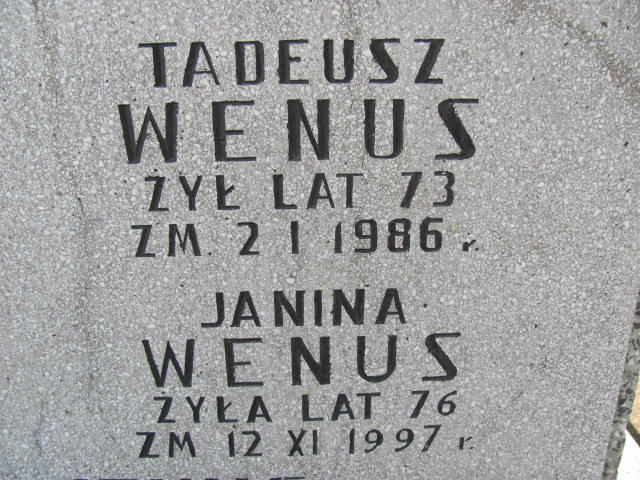 TADEUSZ
WENUS
ŻYŁ LAT 73
ZM. 2 I 1986 r.
JANINA
WENUS
ŻYŁA LAT 76
ZM 12 XI 1997 r.